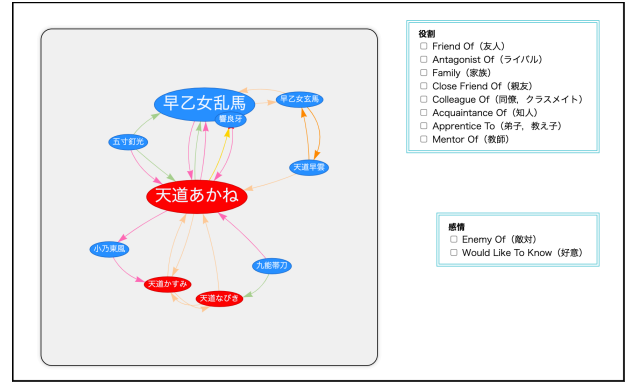 早乙女乱馬
早乙女玄馬
響良牙
五寸釘光
天道早雲
天道あかね
小乃東風
九能帯刀
天道かすみ
天道なびき
役割
Friend Of（友人）
Antagonist Of（ライバル）
Family（家族）
Close Friend Of（親友）
Colleague Of（同僚，クラスメイト）
Acquaintance Of（知人）
Apprentice To（弟子，教え子）
Mentor Of（教師）
感情
Enemy Of（敵対）
Would Like To Know（好意）